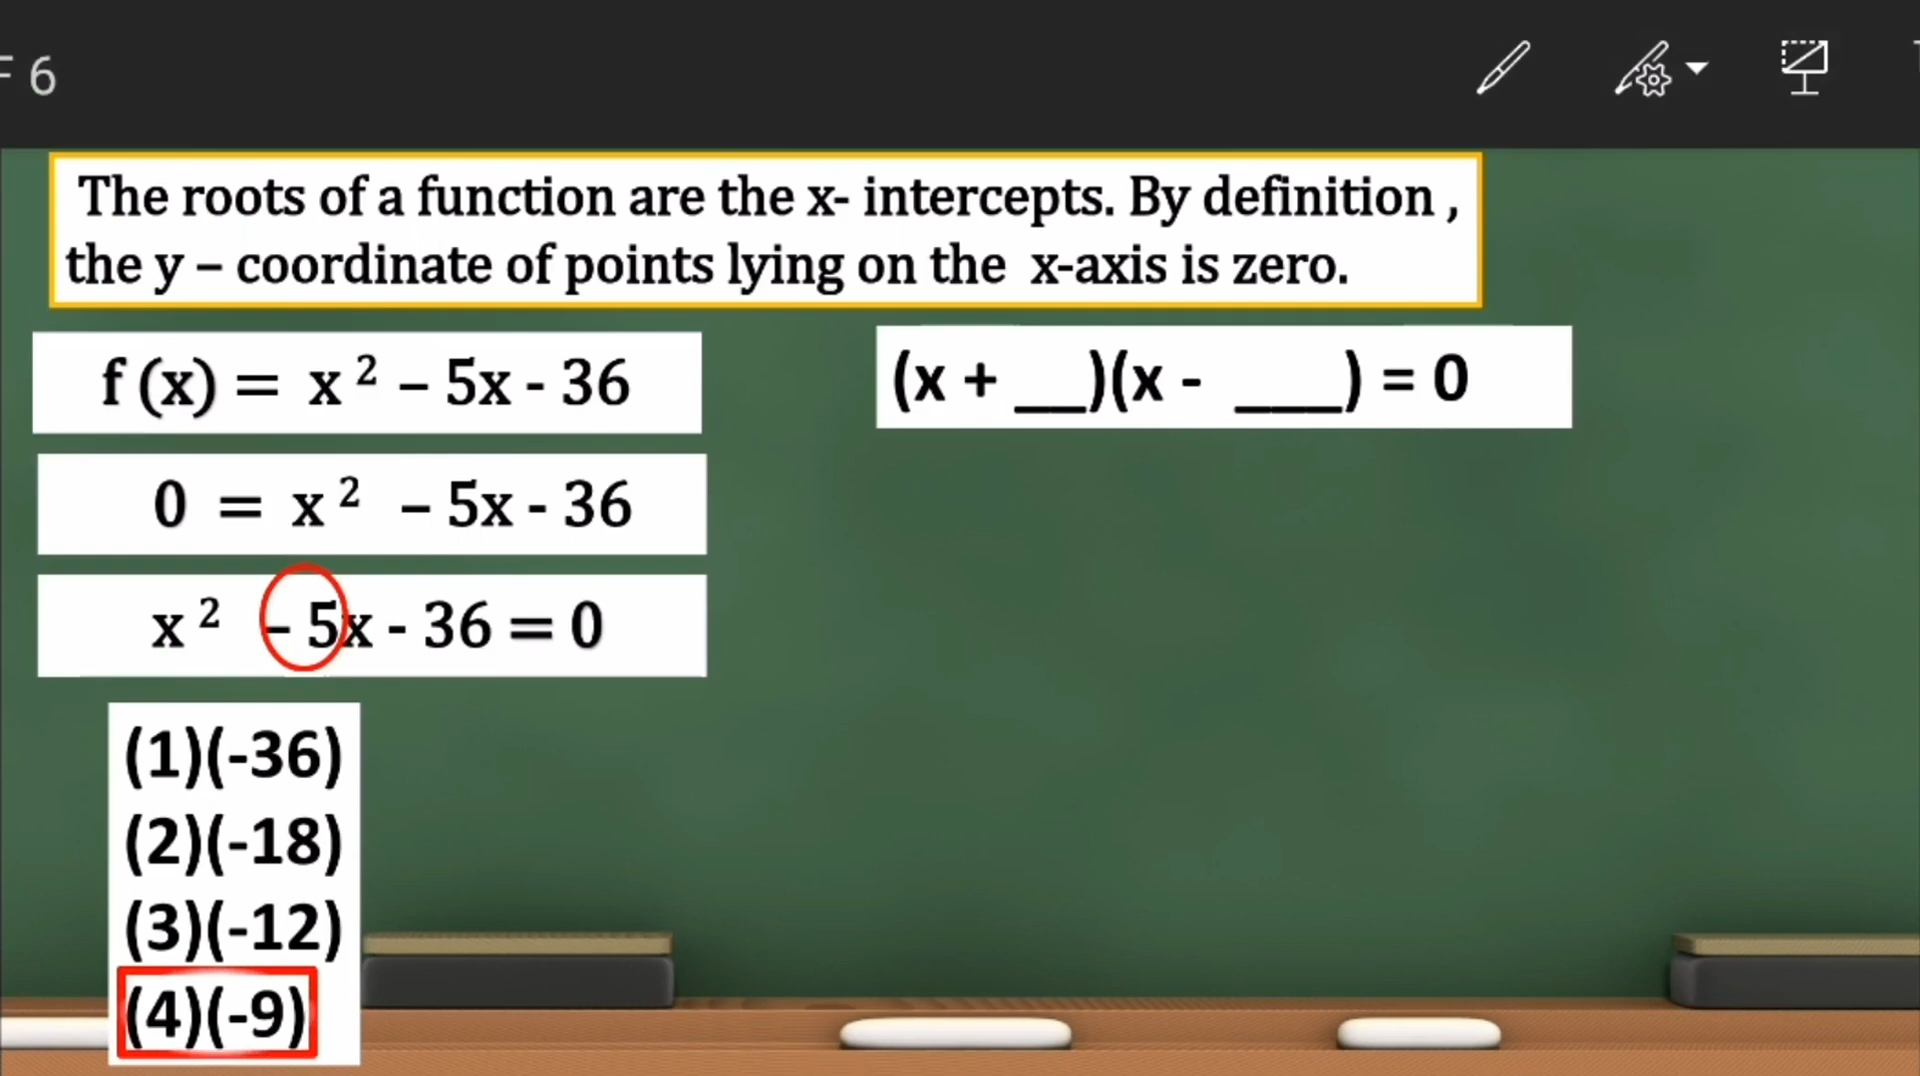 F 6
The roots of a function are the x- intercepts. By definition ,
the y – coordinate of points lying on the x-axis is zero.
f (x) = x ² – 5x - 36
(x + __)(x - ___) = 0
0 = x ² – 5x - 36
x ² – 5x - 36 = 0
(1)(-36)
(2)(-18)
(3)(-12)
(4)(-9)